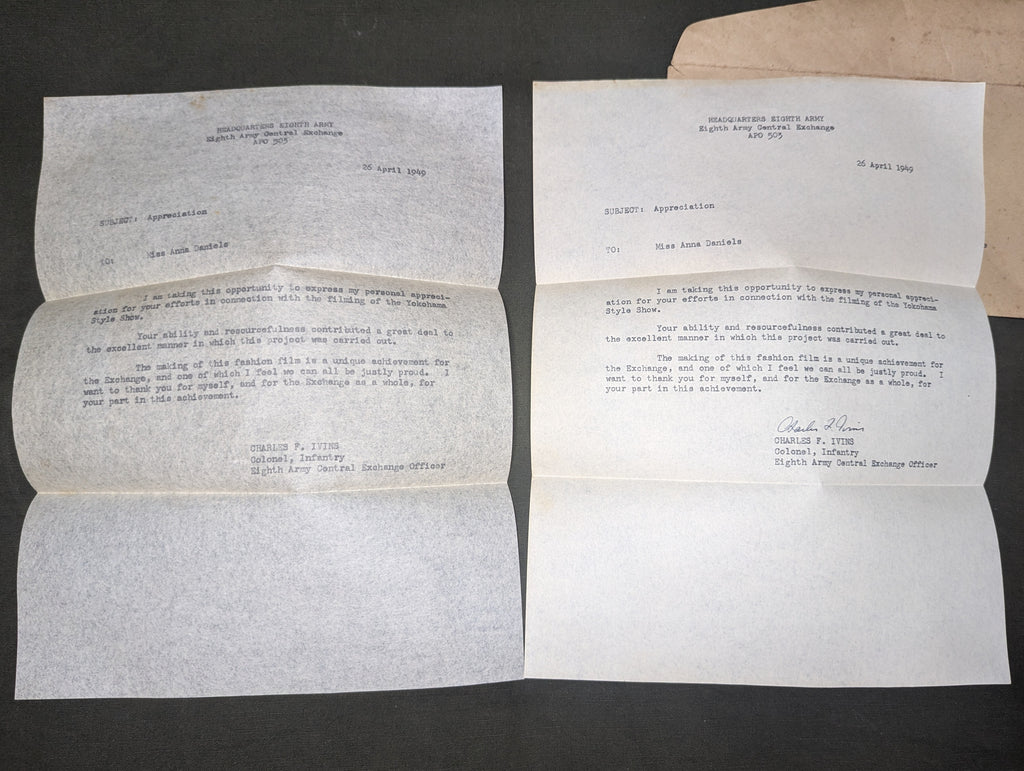 HEADQUARTERS EIGHTH ARMY
Eighth Army Central Exchange
APO 503
26 April 1949
SUBJECT: Appreciation
TO: Miss Anna Daniels
I am taking this opportunity to express my personal appreci-
ation for your efforts in connection with the filming of the Yokohama
Style Show.
Your ability and resourcefulness contributed a great deal to
the excellent manner in which this project was carried out.
The making of this fashion film is a unique achievement for
the Exchange, and one of which I feel we can all be justly proud. I
want to thank you for myself, and for the Exchange as a whole, for
your part in this achievement.
CHARLES F. IVINS
Colonel, Infantry
Eighth Army Central Exchange Officer
HEADQUARTERS EIGHTH ARMY
Eighth Army Central Exchange
APO 503
26 April 1949
SUBJECT: Appreciation
TO: Miss Anna Daniels
I am taking this opportunity to express my personal appreci-
ation for your efforts in connection with the filming of the Yokohama
Style Show.
Your ability and resourcefulness contributed a great deal to
the excellent manner in which this project was carried out.
The making of this fashion film is a unique achievement for
the Exchange, and one of which I feel we can all be justly proud. I
want to thank you for myself, and for the Exchange as a whole, for
your part in this achievement.
Charles F. Ivins
CHARLES F. IVINS
Colonel, Infantry
Eighth Army Central Exchange Officer